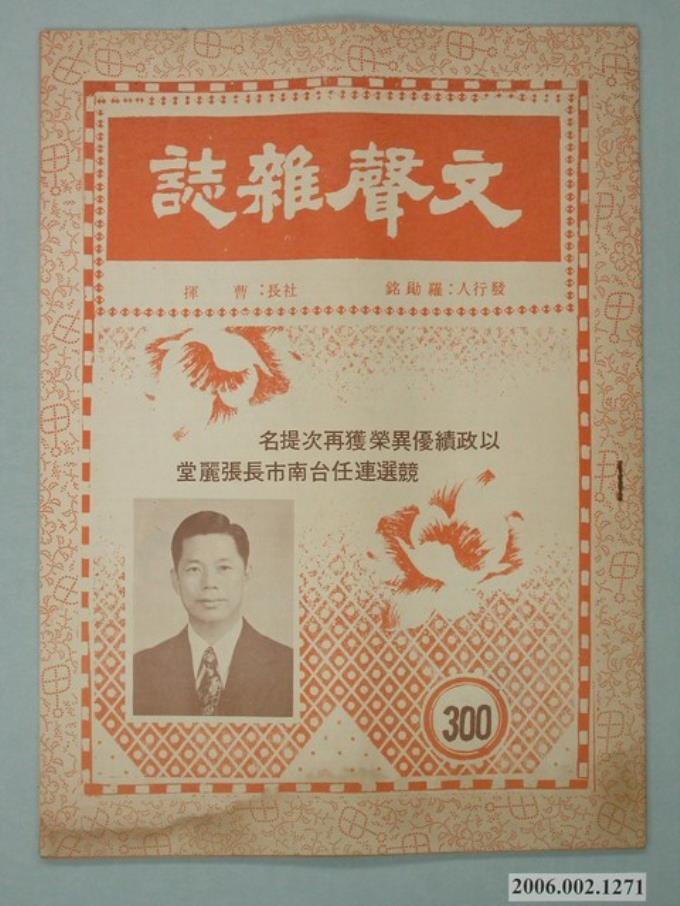 文聲雜誌
發行人：羅勛銘 社長：曹揮
以政績優異榮獲再次提名
競選連任台南市長張麗堂
300
2006.002.1271